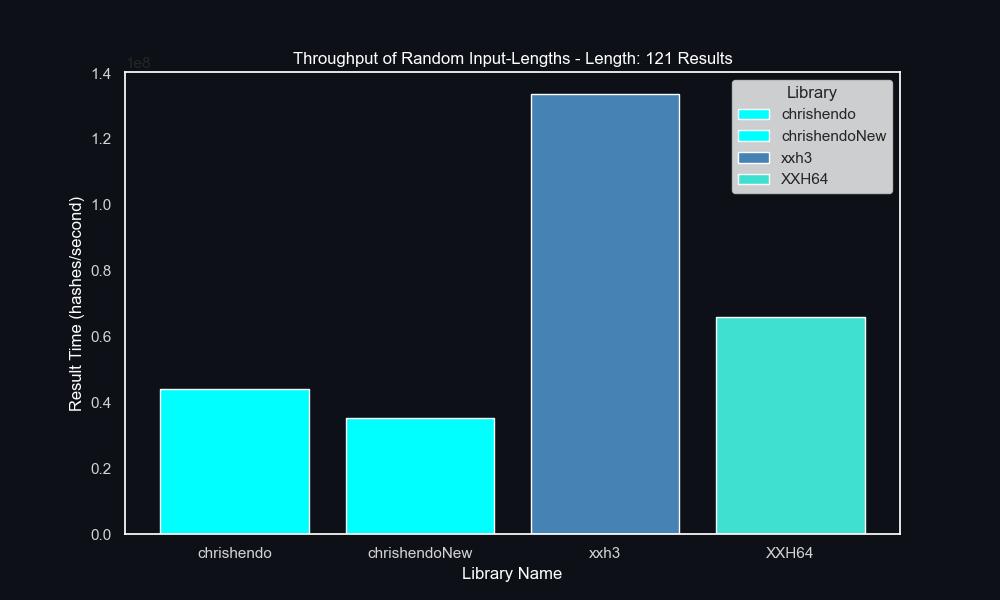 Throughput of Random Input-Lengths - Length: 121 Results
1e8
1.4
1.2
1.0
0.8
0.6
0.4
0.2
0.0
Result Time (hashes/second)
Library
chrishendo
chrishendoNew
xxh3
XXH64
chrishendo
chrishendoNew
xxh3
XXH64
Library Name